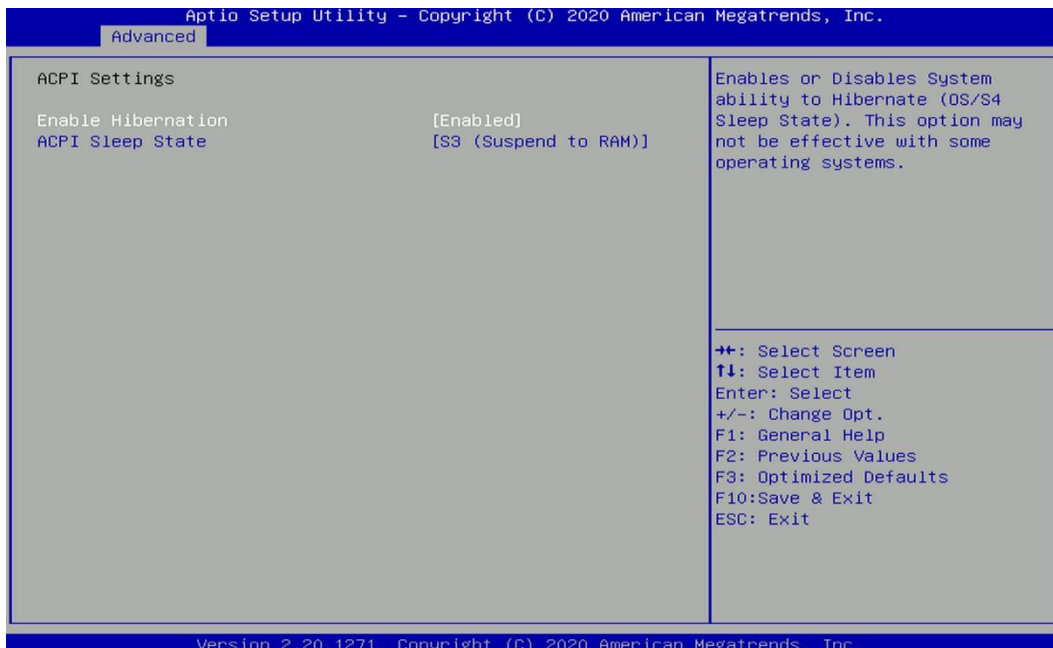 Aptio Setup Utility – Copyright (C) 2020 American Megatrends, Inc.
Advanced
ACPI Settings
Enable Hibernation [Enabled]
ACPI Sleep State [S3 (Suspend to RAM)]
Enables or Disables System
ability to Hibernate (OS/S4
Sleep State). This option may
not be effective with some
operating systems.
→←: Select Screen
↑↓: Select Item
Enter: Select
+/-: Change Opt.
F1: General Help
F2: Previous Values
F3: Optimized Defaults
F10:Save & Exit
ESC: Exit
Version 2.20.1271. Copyright (C) 2020 American Megatrends, Inc.